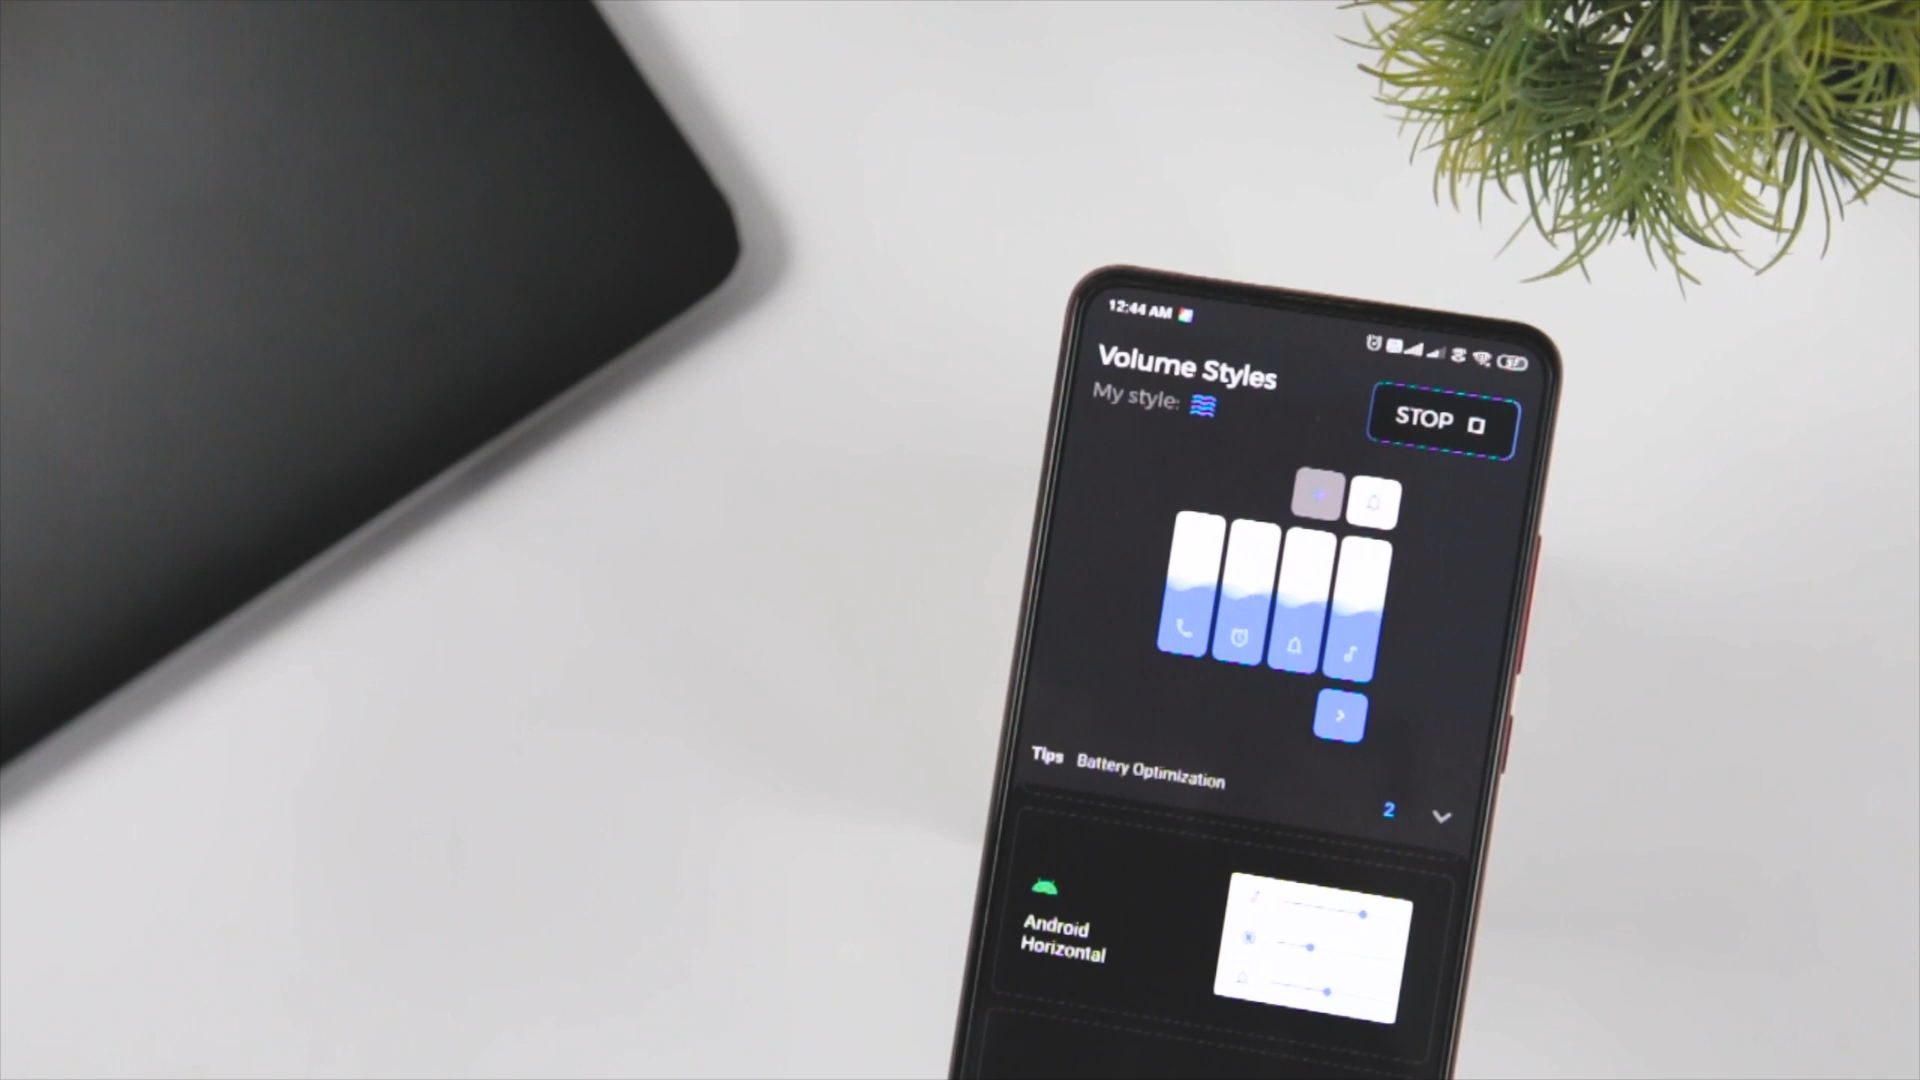 12:44 AM
Volume Styles
My style:
STOP
Tips Battery Optimization
2
Android
Horizontal